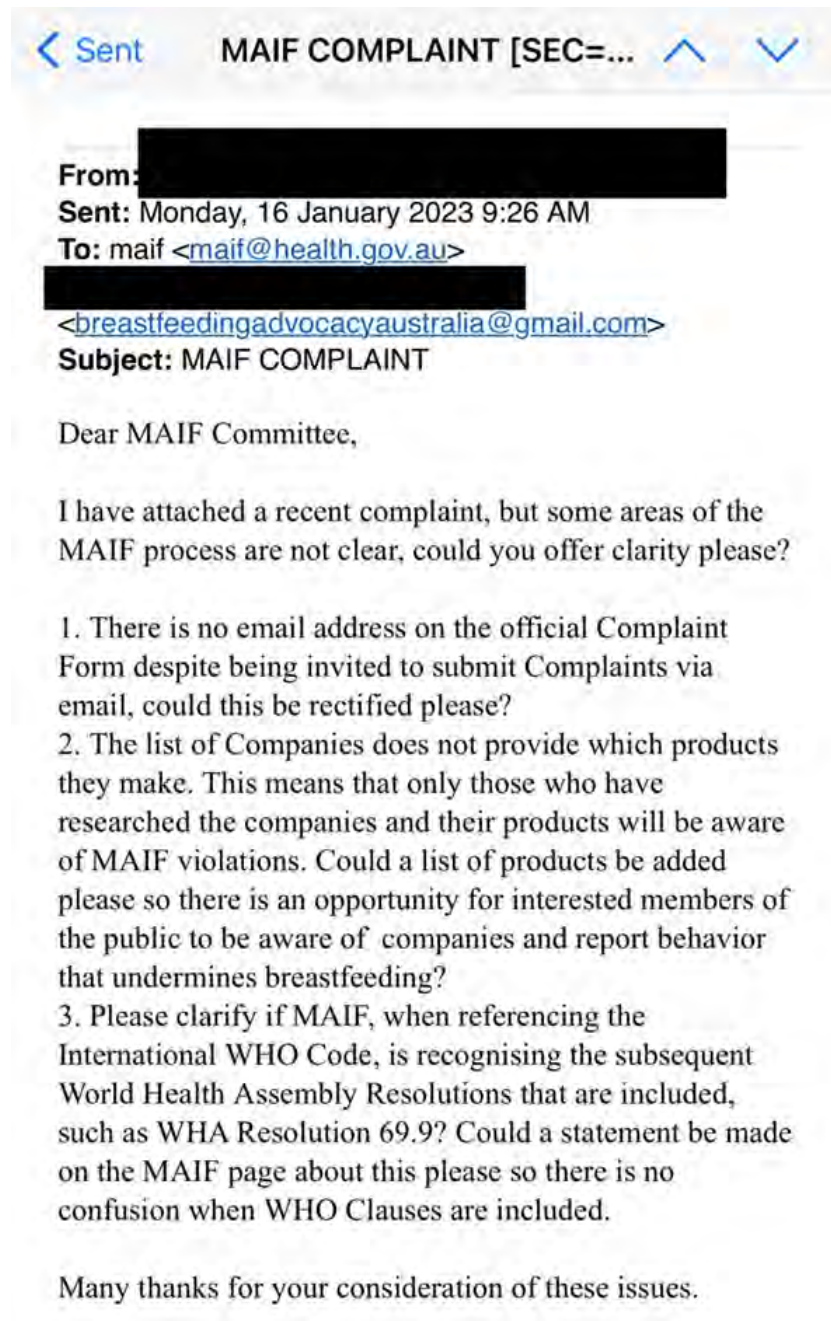 Sent
MAIF COMPLAINT [SEC=...
From:
Sent: Monday, 16 January 2023 9:26 AM
To: maif <maif@health.gov.au>
<breastfeedingadvocacyaustralia@gmail.com>
Subject: MAIF COMPLAINT
Dear MAIF Committee,
I have attached a recent complaint, but some areas of the
MAIF process are not clear, could you offer clarity please?
1. There is no email address on the official Complaint
Form despite being invited to submit Complaints via
email, could this be rectified please?
2. The list of Companies does not provide which products
they make. This means that only those who have
researched the companies and their products will be aware
of MAIF violations. Could a list of products be added
please so there is an opportunity for interested members of
the public to be aware of  companies and report behavior
that undermines breastfeeding?
3. Please clarify if MAIF, when referencing the
International WHO Code, is recognising the subsequent
World Health Assembly Resolutions that are included,
such as WHA Resolution 69.9? Could a statement be made
on the MAIF page about this please so there is no
confusion when WHO Clauses are included.
Many thanks for your consideration of these issues.